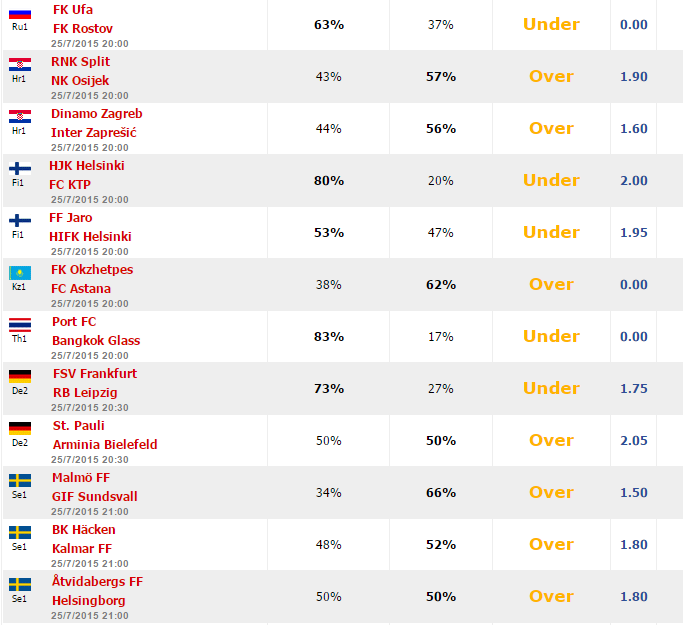 FK Ufa
Ru1 FK Rostov 63% 37% Under 0.00
25/7/2015 20:00
RNK Split
Hr1 NK Osijek 43% 57% Over 1.90
25/7/2015 20:00
Dinamo Zagreb
Hr1 Inter Zaprešić 44% 56% Over 1.60
25/7/2015 20:00
HJK Helsinki
Fi1 FC KTP 80% 20% Under 2.00
25/7/2015 20:00
FF Jaro
Fi1 HIFK Helsinki 53% 47% Under 1.95
25/7/2015 20:00
FK Okzhetpes
Kz1 FC Astana 38% 62% Over 0.00
25/7/2015 20:00
Port FC
Th1 Bangkok Glass 83% 17% Under 0.00
25/7/2015 20:00
FSV Frankfurt
De2 RB Leipzig 73% 27% Under 1.75
25/7/2015 20:30
St. Pauli
De2 Arminia Bielefeld 50% 50% Over 2.05
25/7/2015 20:30
Malmö FF
Se1 GIF Sundsvall 34% 66% Over 1.50
25/7/2015 21:00
BK Häcken
Se1 Kalmar FF 48% 52% Over 1.80
25/7/2015 21:00
Åtvidabergs FF
Se1 Helsingborg 50% 50% Over 1.80
25/7/2015 21:00